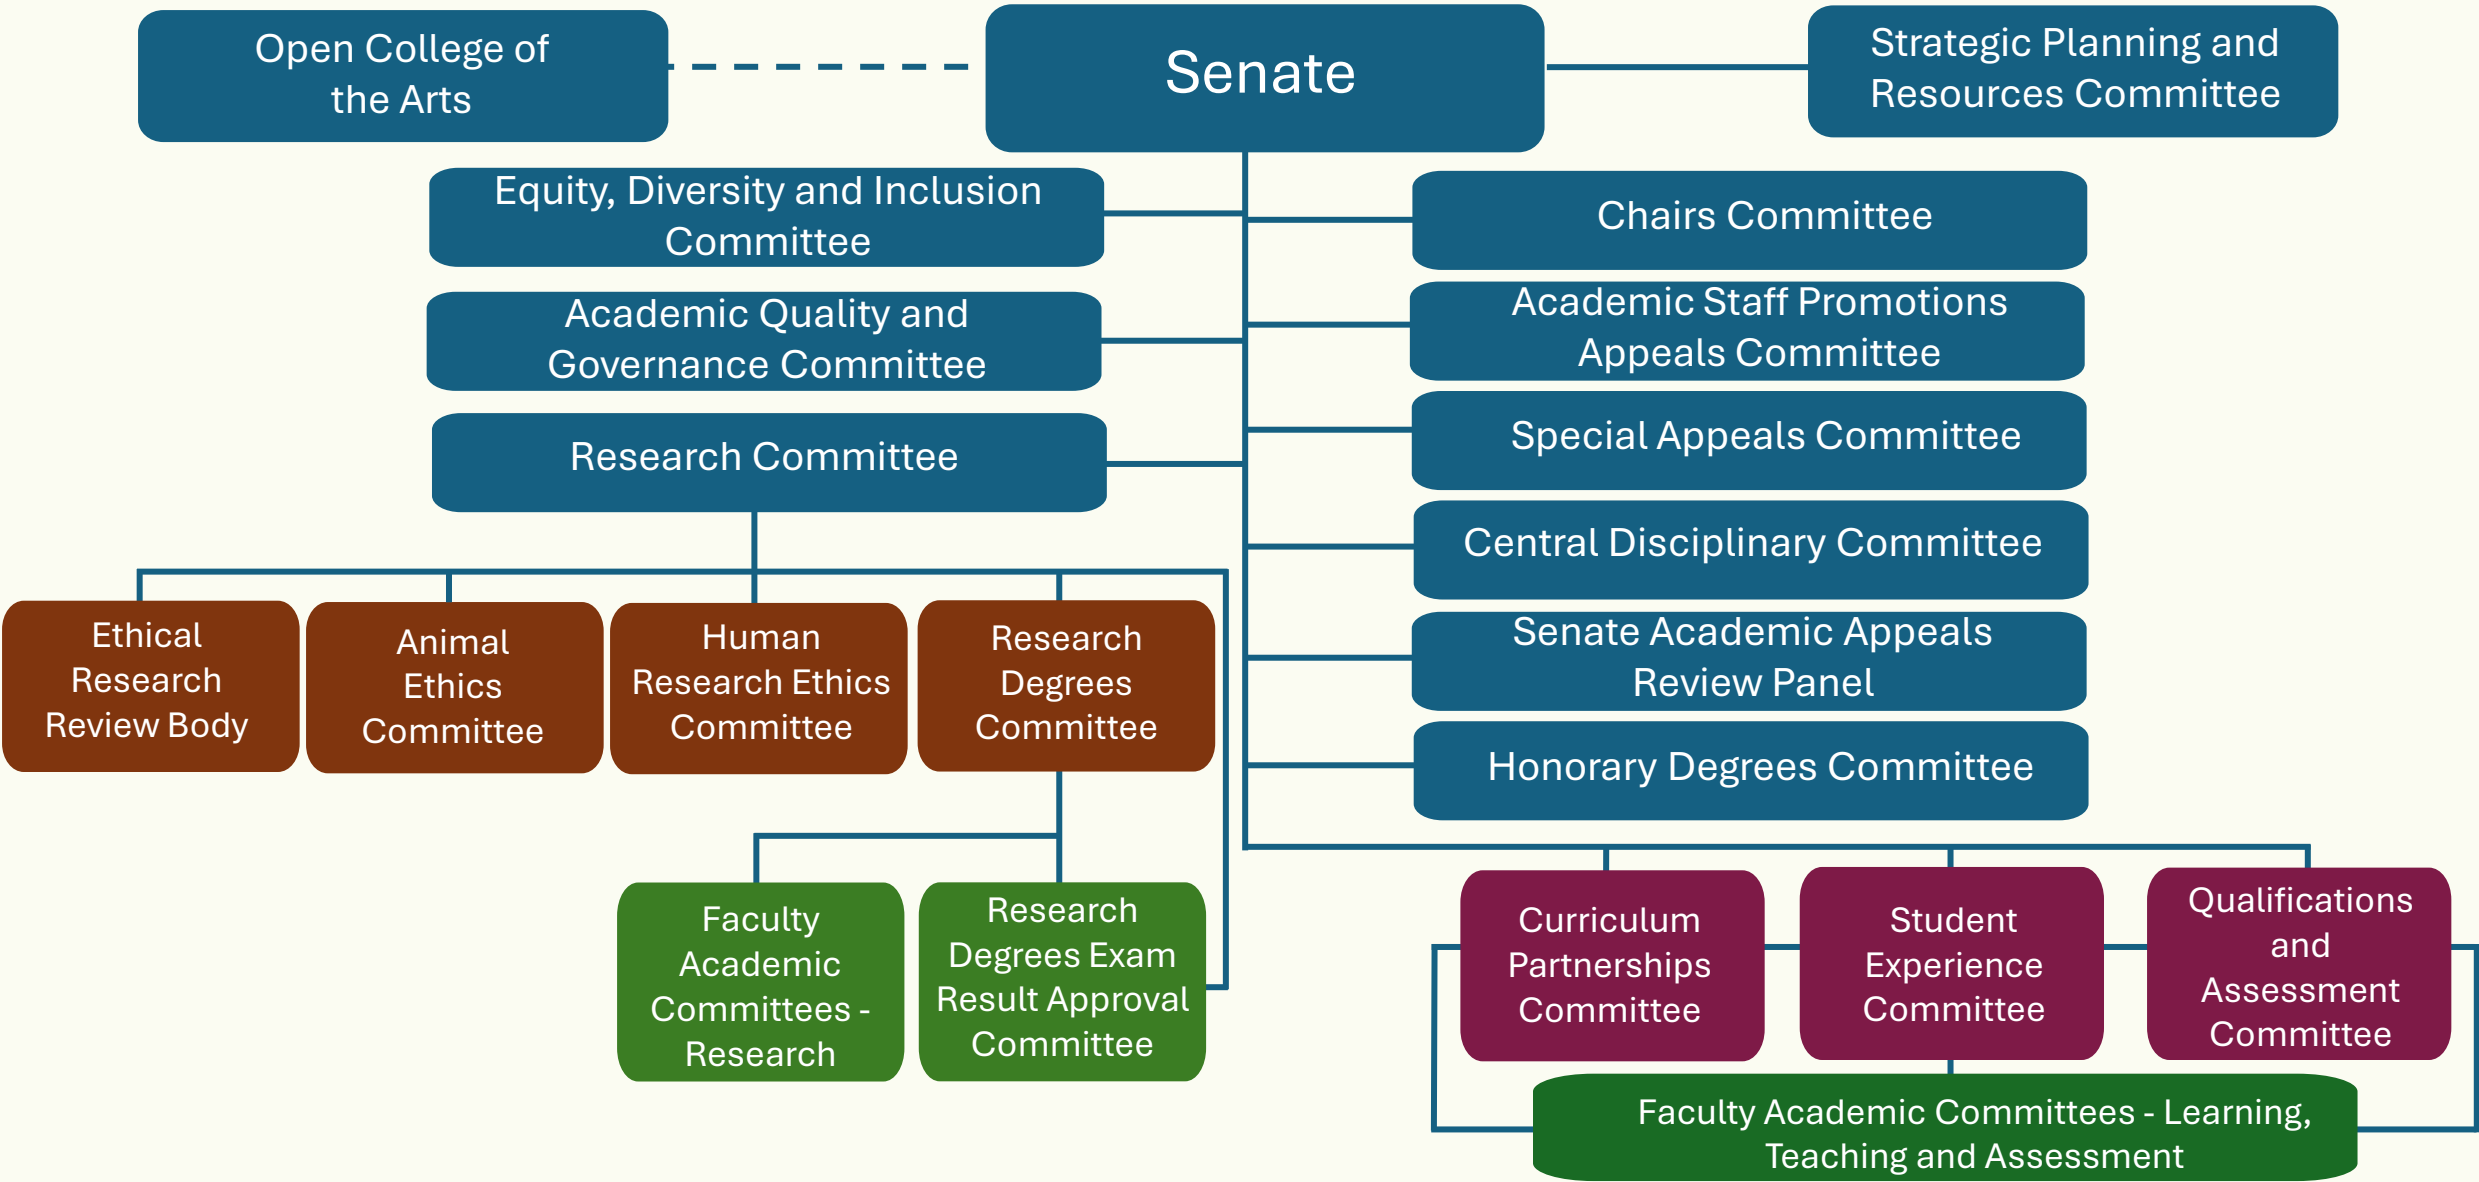 Open College of
the Arts
Senate
Strategic Planning and
Resources Committee
Equity, Diversity and Inclusion
Committee
Chairs Committee
Academic Quality and
Governance Committee
Academic Staff Promotions
Appeals Committee
Research Committee
Special Appeals Committee
Central Disciplinary Committee
Senate Academic Appeals
Review Panel
Honorary Degrees Committee
Ethical
Research
Review Body
Animal
Ethics
Committee
Human
Research Ethics
Committee
Research
Degrees
Committee
Faculty
Academic
Committees -
Research
Research
Degrees Exam
Result Approval
Committee
Curriculum
Partnerships
Committee
Student
Experience
Committee
Qualifications
and
Assessment
Committee
Faculty Academic Committees - Learning,
Teaching and Assessment